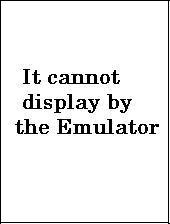 It cannot
display by
the Emulator